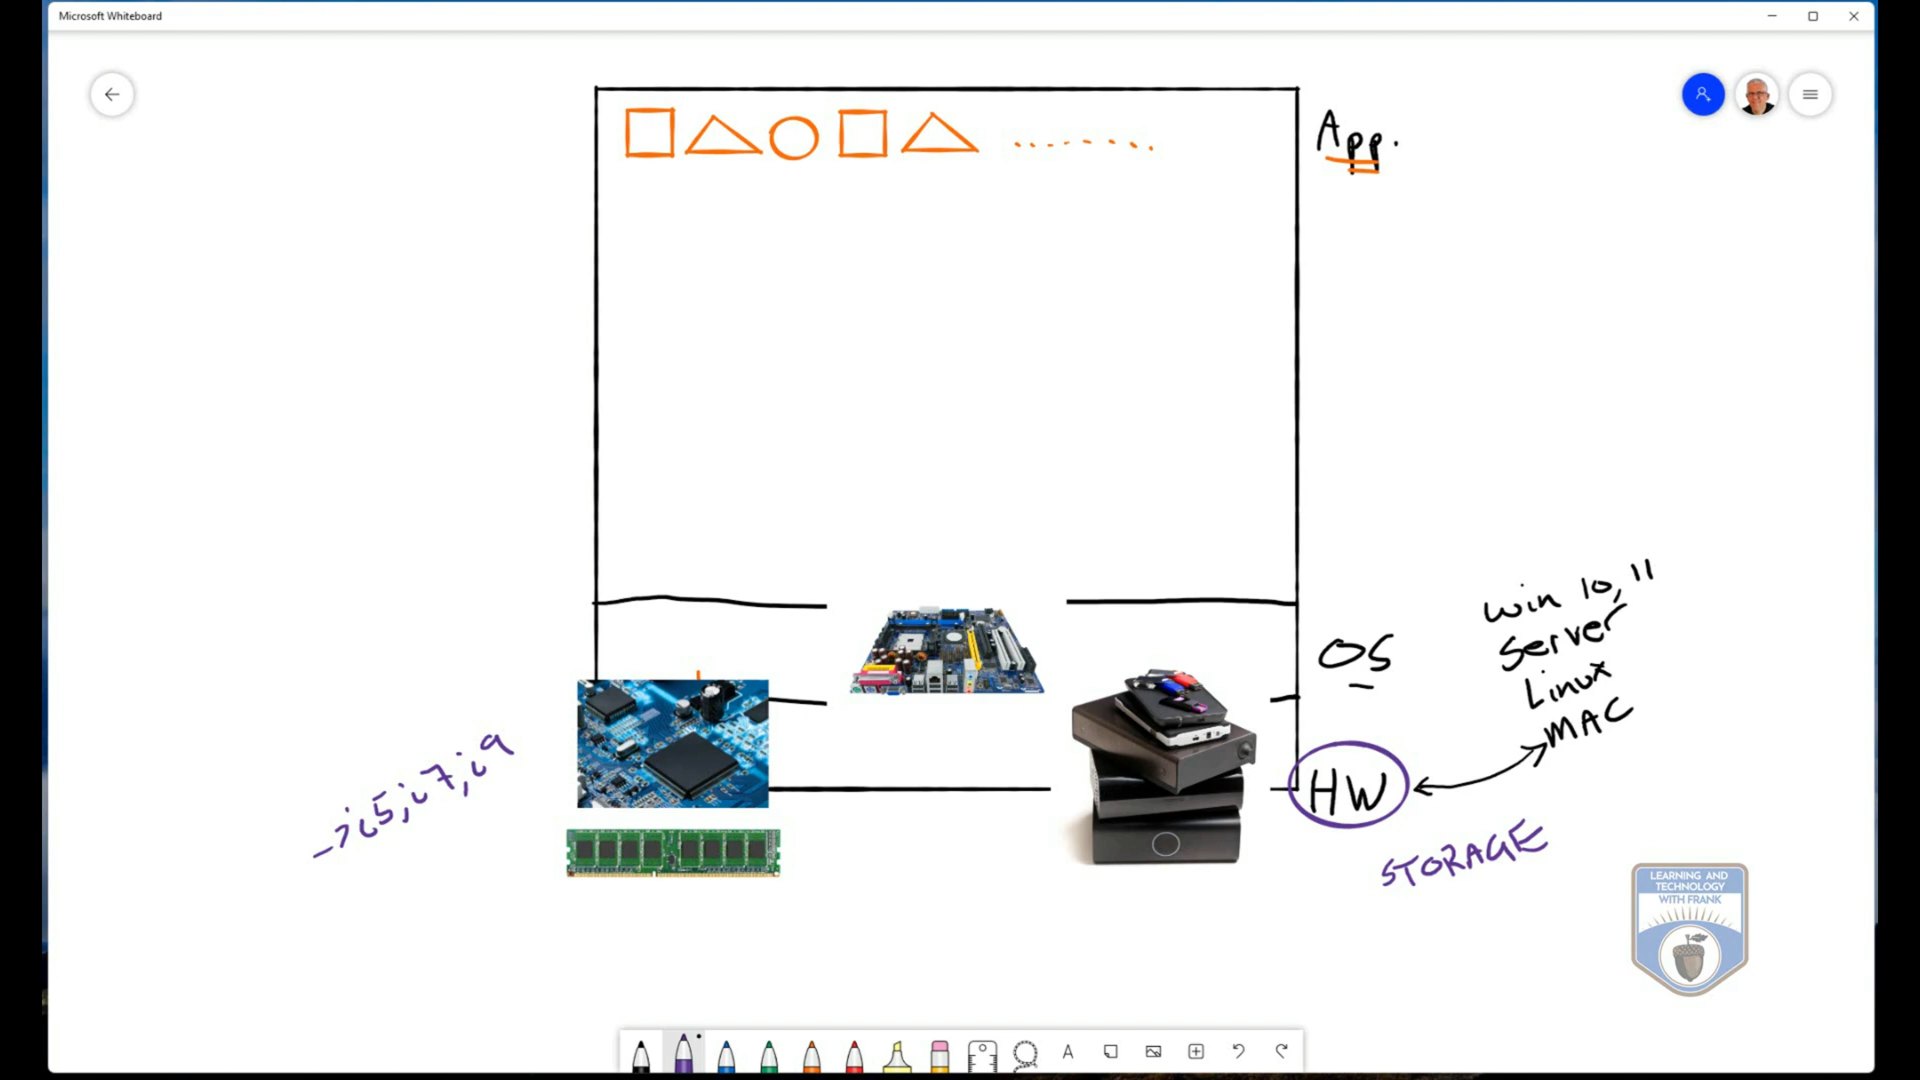 Microsoft Whiteboard
App.
win 10, 11
Server
Linux
MAC
OS
HW
i5, i7, i9
STORAGE
LEARNING AND
TECHNOLOGY
WITH FRANK
A